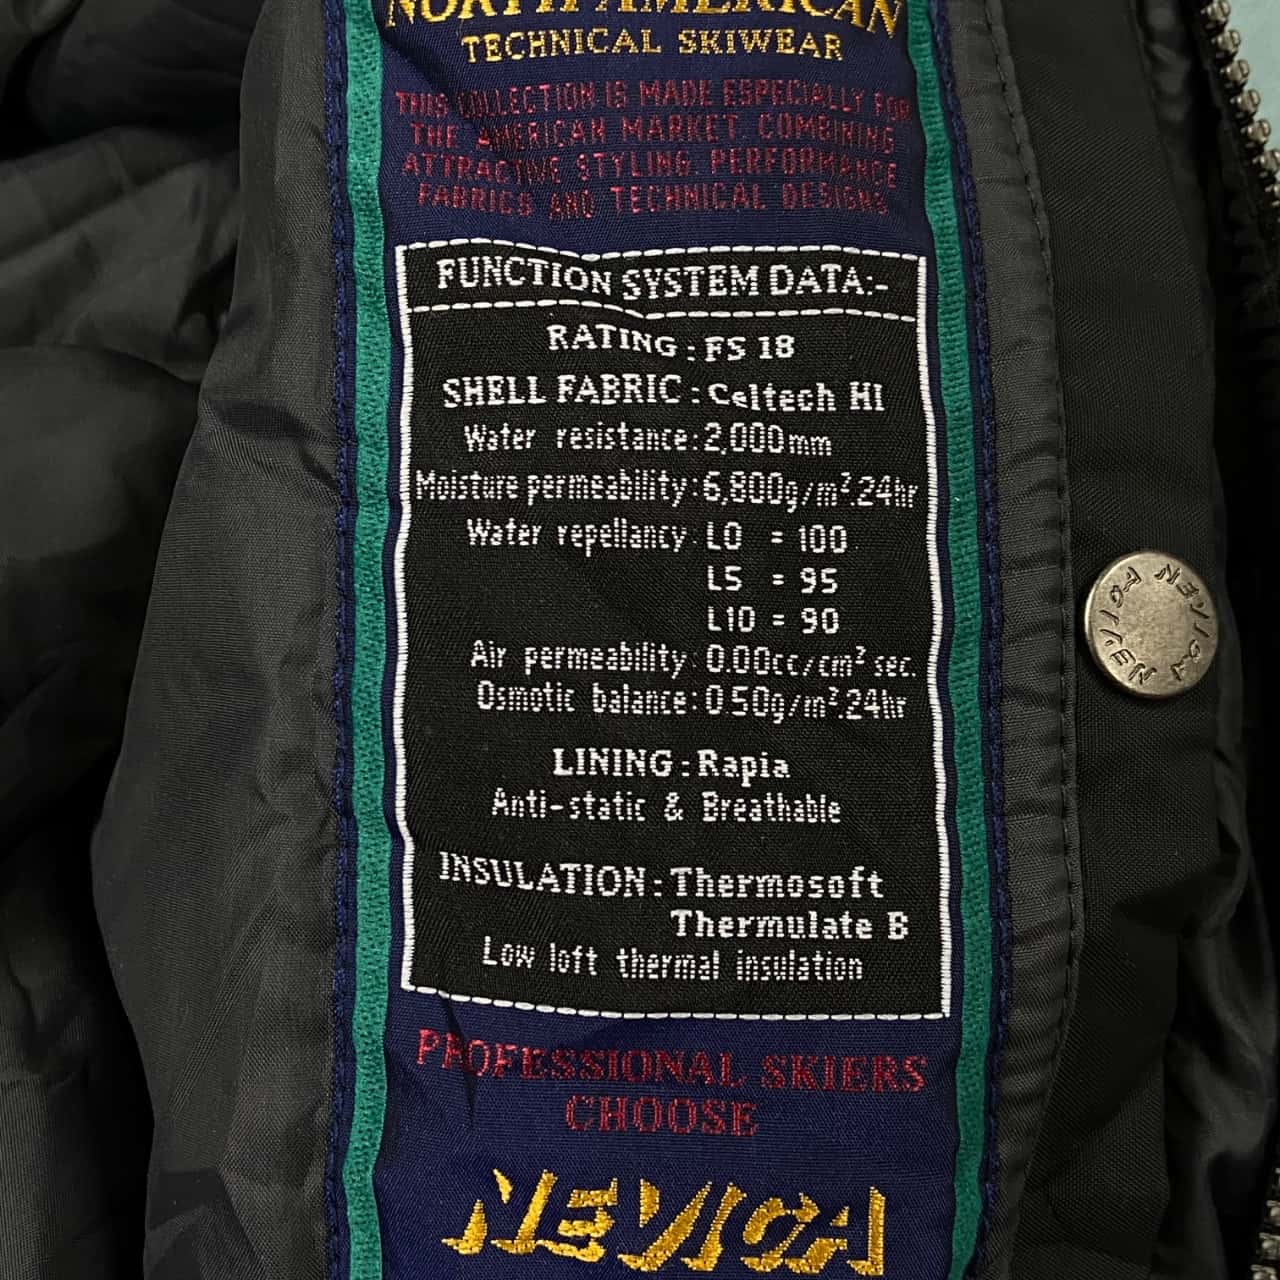 NORTH AMERICAN
TECHNICAL SKIWEAR
THIS COLLECTION IS MADE ESPECIALLY FOR
THE AMERICAN MARKET COMBINING
ATTRACTIVE STYLING. PERFORMANCE
FABRICS AND TECHNICAL DESIGNS
FUNCTION SYSTEM DATA:-
RATING : FS 18
SHELL FABRIC : Celtech HI
Water resistance: 2,000mm
Moisture permeability: 6,800g/m².24hr
Water repellancy L0 = 100
L5 = 95
L10 = 90
Air permeability: 0.00cc/cm² sec.
Osmotic balance: 0.50g/m².24hr
LINING : Rapia
Anti-static & Breathable
INSULATION : Thermosoft
Thermulate B
Low loft thermal insulation
PROFESSIONAL SKIERS
CHOOSE
NEVICA
NEVICA NEVICA